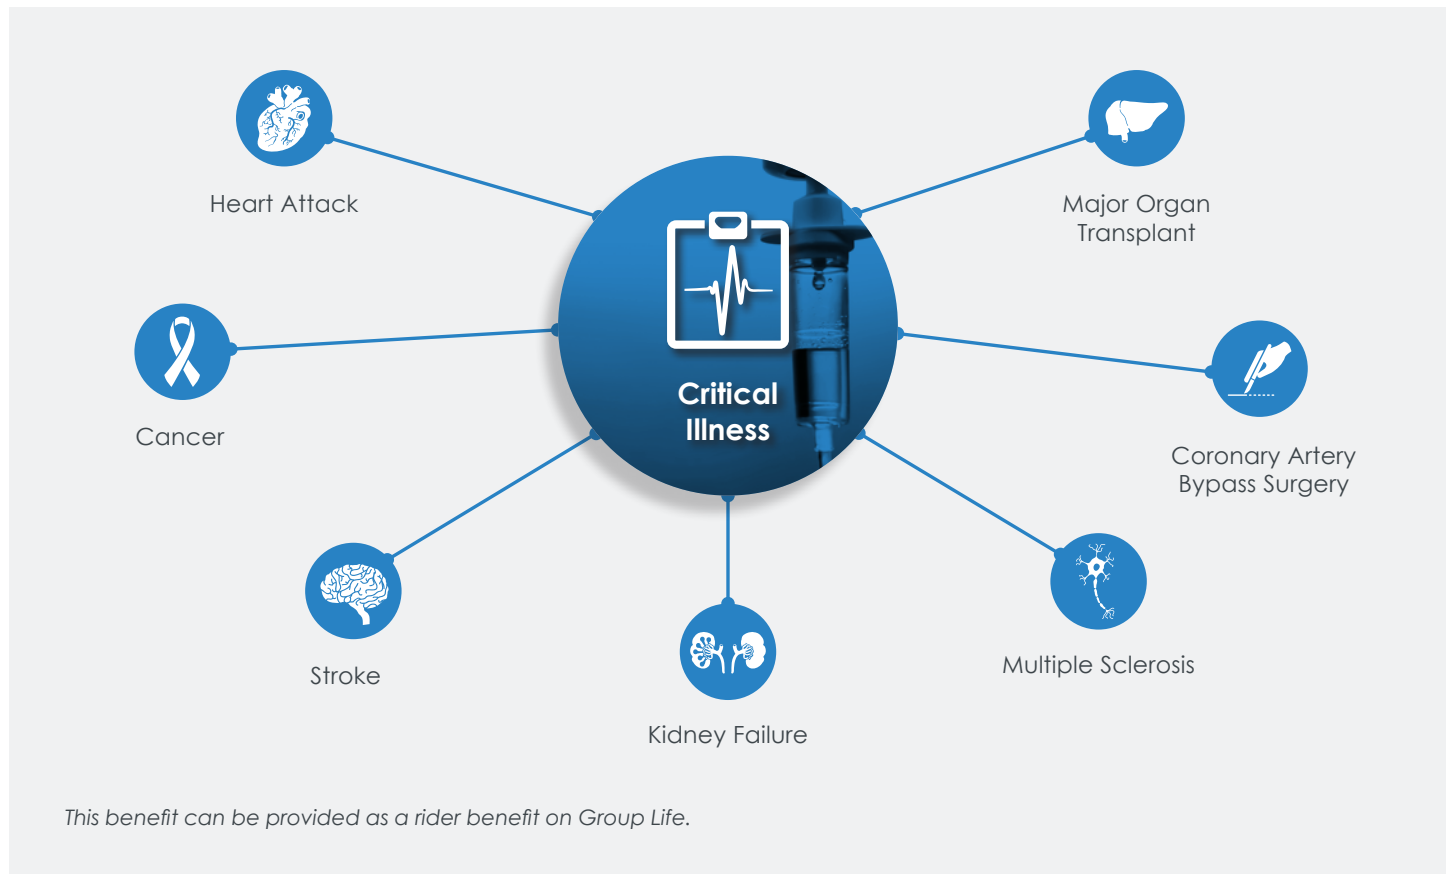 Heart Attack
Major Organ
Transplant
Critical
Illness
Cancer
Coronary Artery
Bypass Surgery
Stroke
Multiple Sclerosis
Kidney Failure
This benefit can be provided as a rider benefit on Group Life.